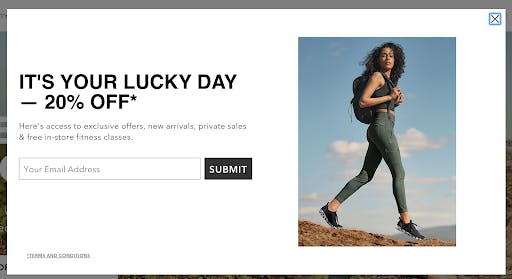 IT'S YOUR LUCKY DAY
— 20% OFF*
Here's access to exclusive offers, new arrivals, private sales
& free in-store fitness classes.
Your Email Address
SUBMIT
*TERMS AND CONDITIONS